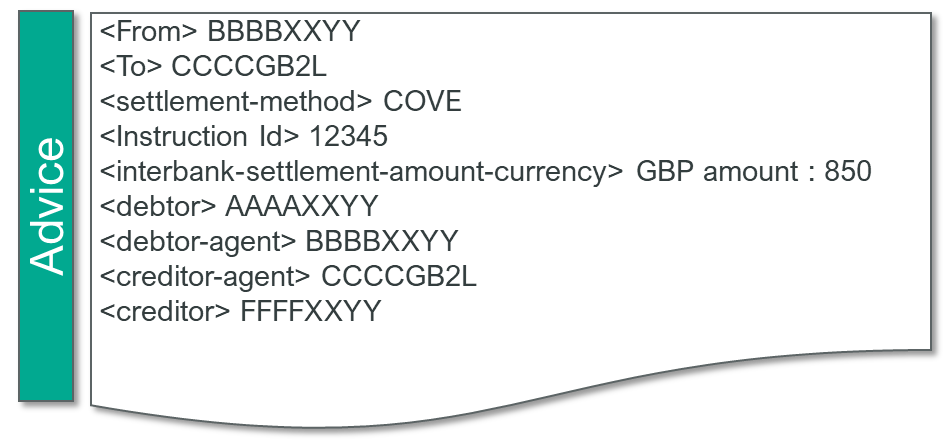 Advice
<From> BBBBXXYY
<To> CCCCGB2L
<settlement-method> COVE
<Instruction Id> 12345
<interbank-settlement-amount-currency> GBP amount : 850
<debtor> AAAAXXYY
<debtor-agent> BBBBXXYY
<creditor-agent> CCCCGB2L
<creditor> FFFFXXYY